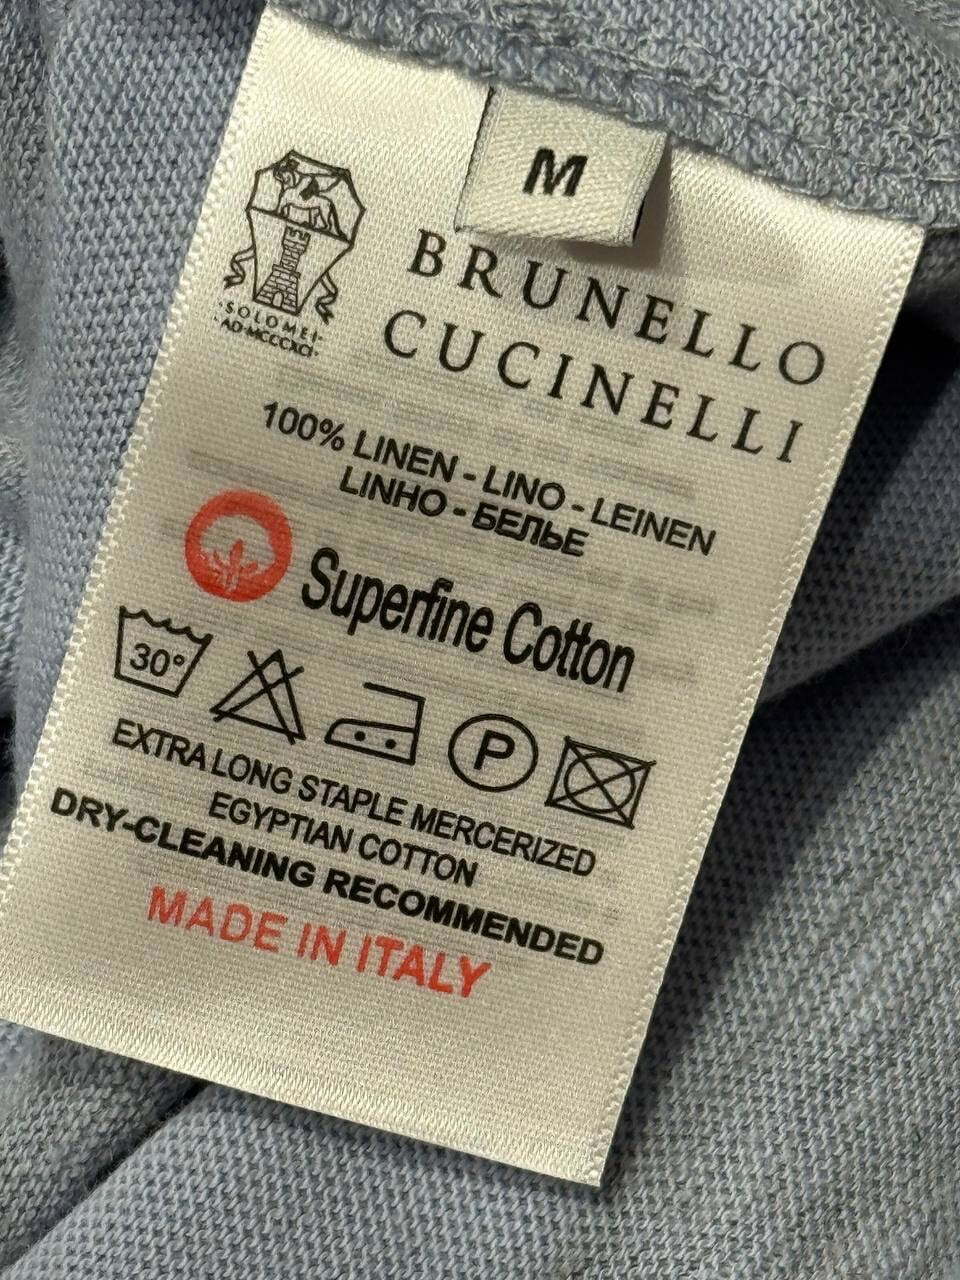 M
BRUNELLO
CUCINELLI
·SOLOMEI·
·AD·MCCCXCI·
100% LINEN - LINO - LEINEN
LINHO - БЕЛЬЕ
Superfine Cotton
30°
P
EXTRA LONG STAPLE MERCERIZED
EGYPTIAN COTTON
DRY-CLEANING RECOMMENDED
MADE IN ITALY